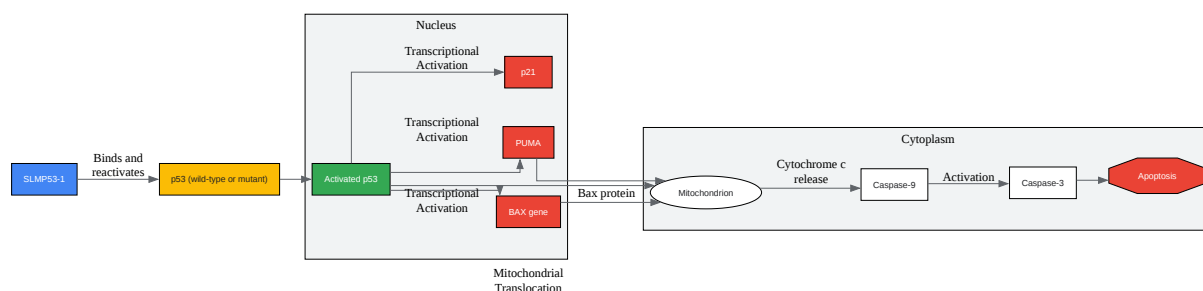 Nucleus
Transcriptional
Activation
p21
Transcriptional
Activation
PUMA
Cytoplasm
Binds and
reactivates
SLMP53-1
p53 (wild-type or mutant)
Activated p53
Transcriptional
Activation
BAX gene
Bax protein
Mitochondrion
Cytochrome c
release
Caspase-9
Activation
Caspase-3
Apoptosis
Mitochondrial
Translocation